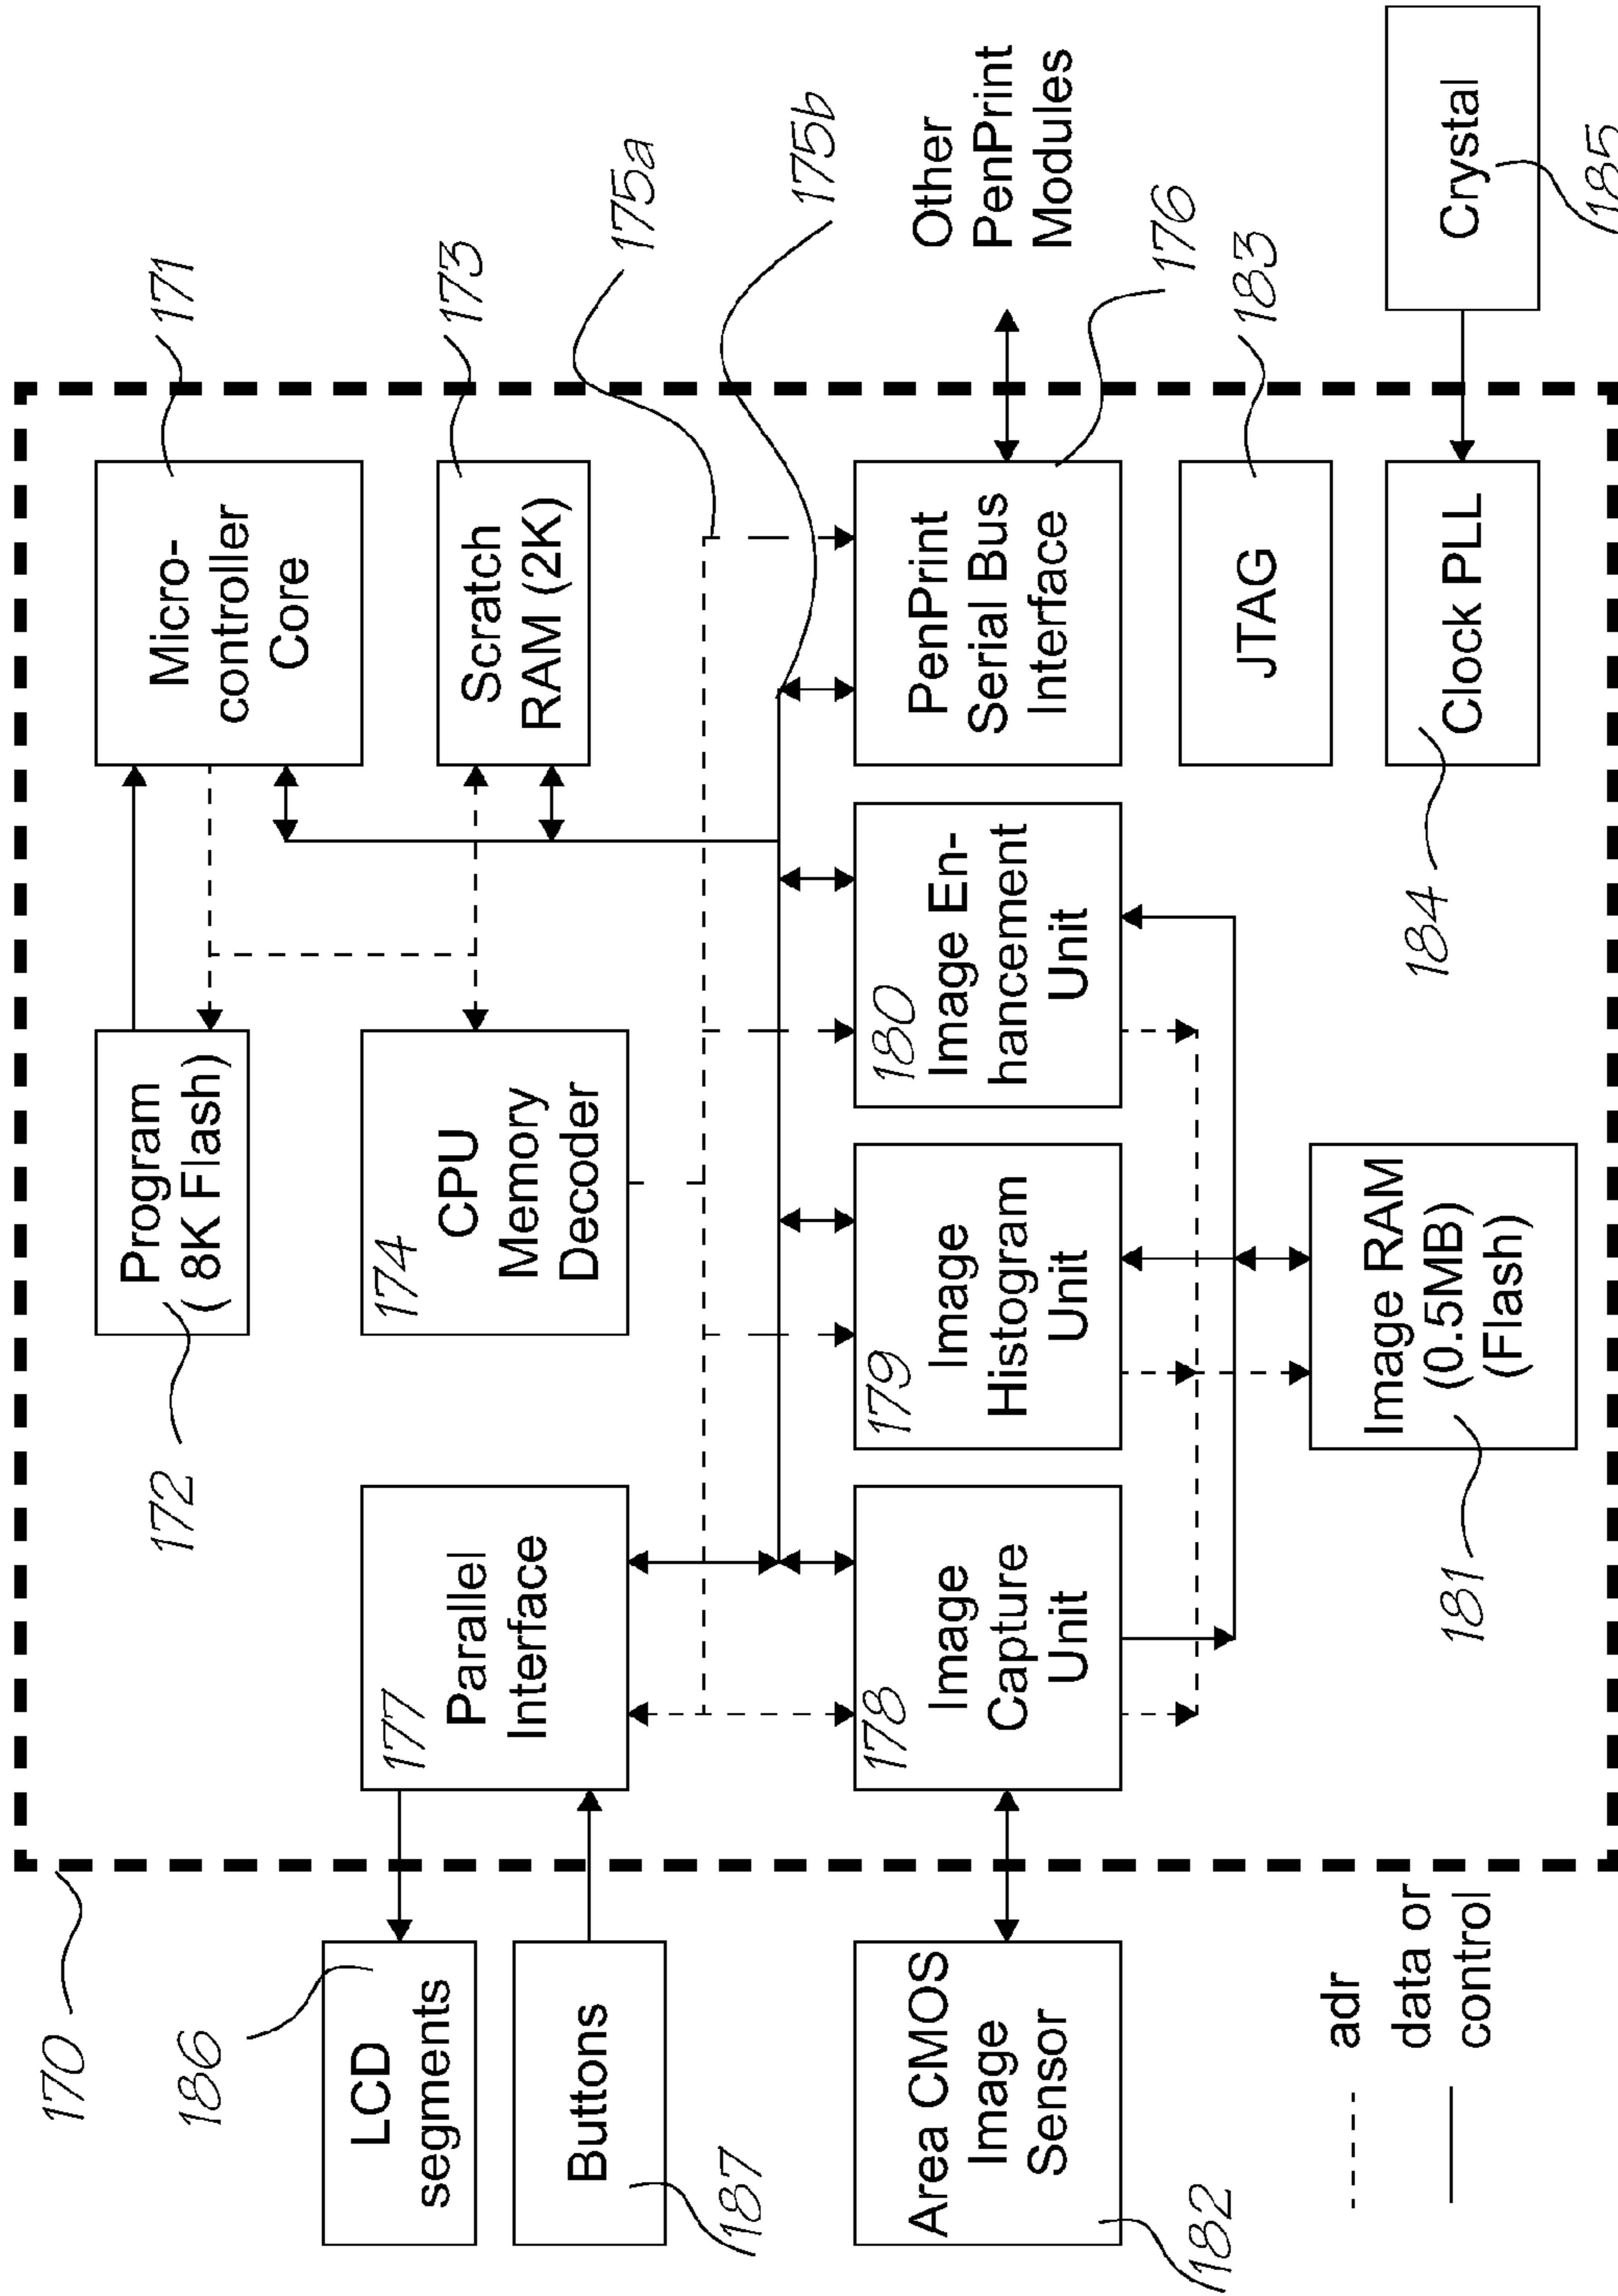 170
186
LCD
segments
187
Buttons
182
Area CMOS
Image
Sensor
adr
data or
control
172
Program
( 8K Flash)
171
Micro-
controller
Core
177
Parallel
Interface
174
CPU
Memory
Decoder
173
Scratch
RAM (2K)
175a
175b
178
Image
Capture
Unit
179
Image
Histogram
Unit
180
Image En-
hancement
Unit
PenPrint
Serial Bus
Interface
Other
PenPrint
Modules
176
181
Image RAM
(0.5MB)
(Flash)
JTAG
183
184
Clock PLL
Crystal
185